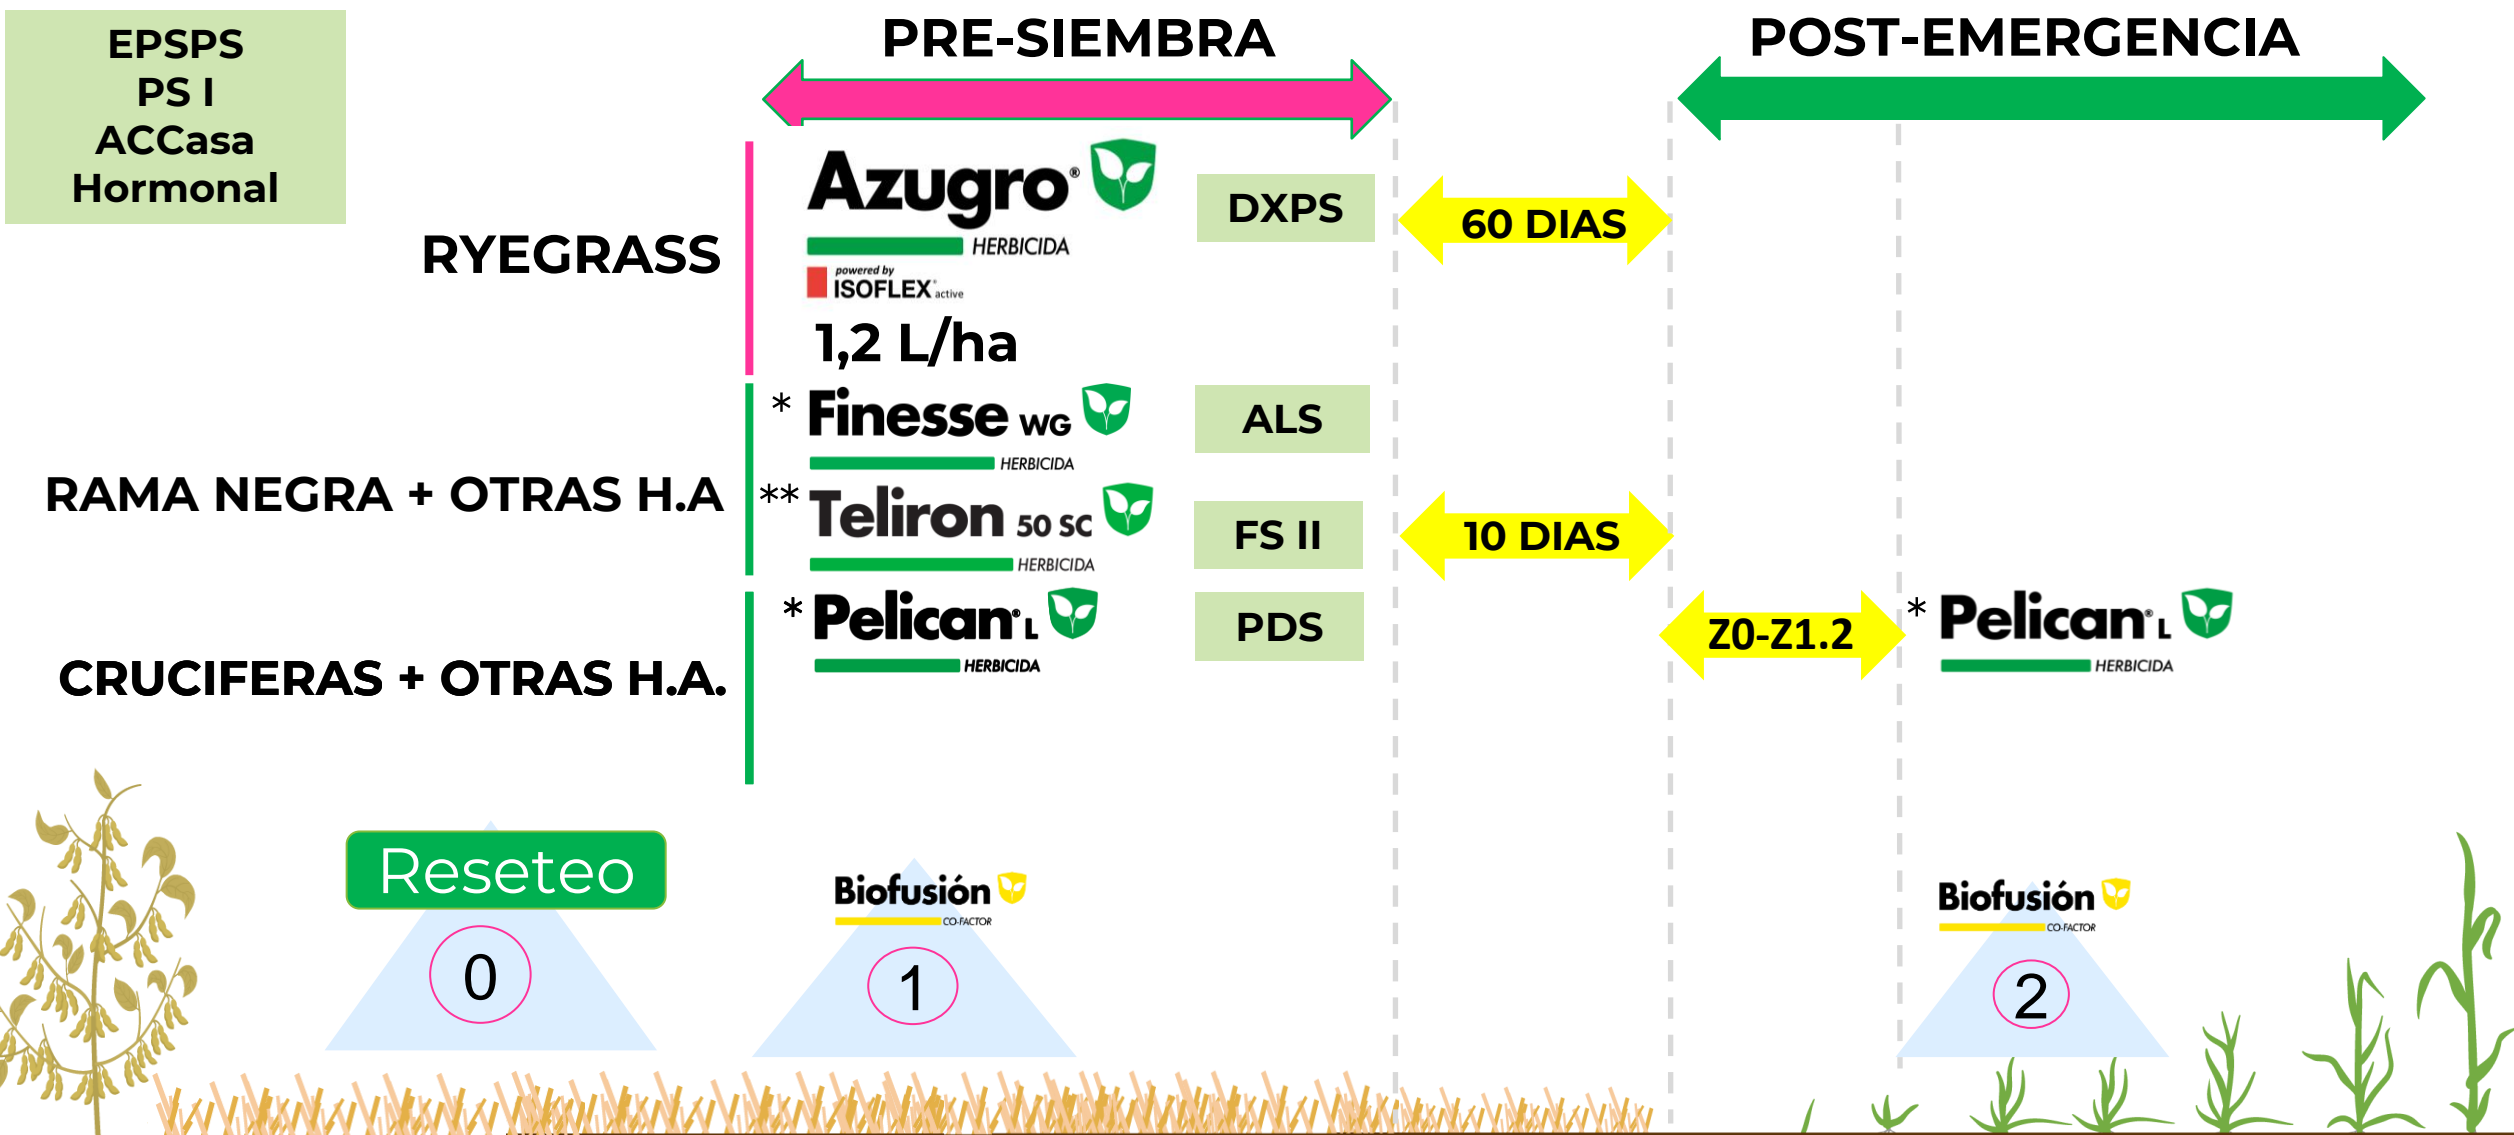 EPSPS
PS I
ACCasa
Hormonal
PRE-SIEMBRA
POST-EMERGENCIA
RYEGRASS
Azugro®
HERBICIDA
powered by
ISOFLEX® active
1,2 L/ha
DXPS
60 DIAS
RAMA NEGRA + OTRAS H.A
* Finesse WG
HERBICIDA
ALS
** Teliron 50 SC
HERBICIDA
FS II
10 DIAS
CRUCIFERAS + OTRAS H.A.
* Pelican® L
HERBICIDA
PDS
Z0-Z1.2
* Pelican® L
HERBICIDA
Reseteo
0
Biofusión
CO-FACTOR
1
Biofusión
CO-FACTOR
2